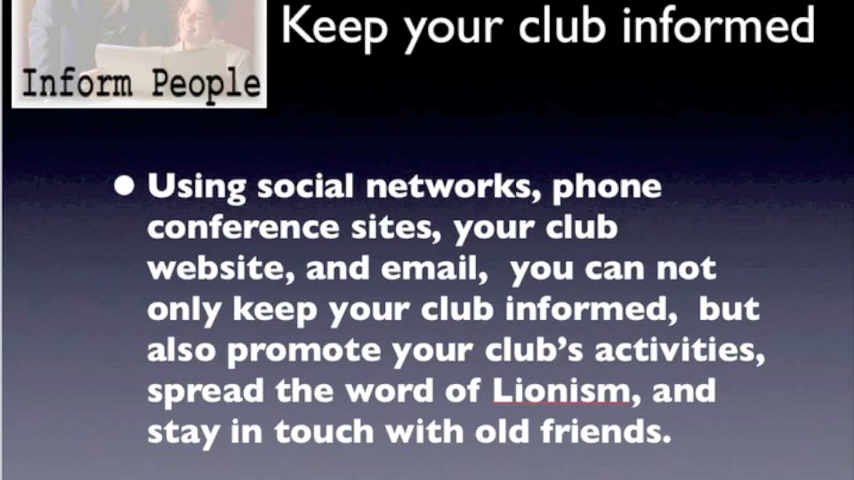 Keep your club informed
Inform People
• Using social networks, phone
conference sites, your club
website, and email,  you can not
only keep your club informed,  but
also promote your club’s activities,
spread the word of Lionism, and
stay in touch with old friends.